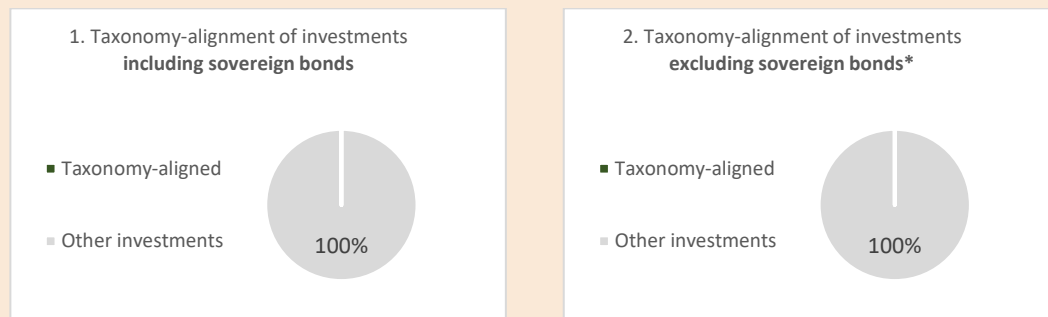 1. Taxonomy-alignment of investments
including sovereign bonds
Taxonomy-aligned
Other investments
100%
2. Taxonomy-alignment of investments
excluding sovereign bonds*
Taxonomy-aligned
Other investments
100%